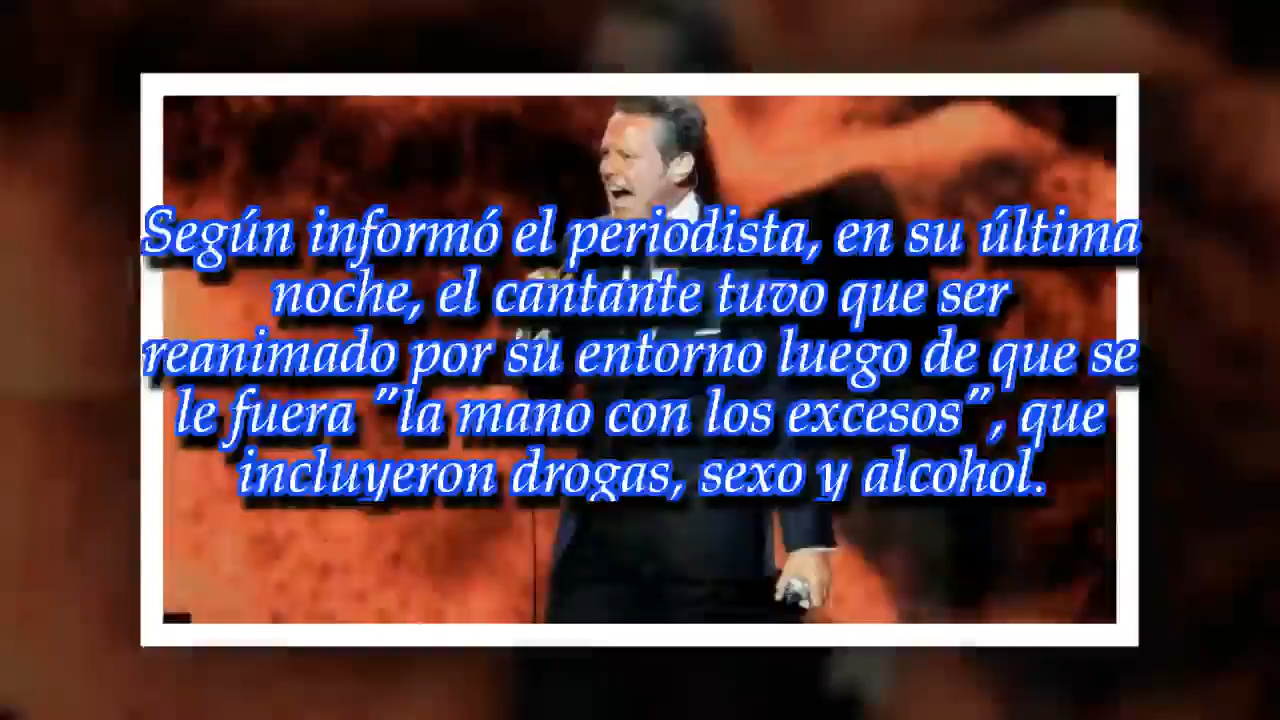 Según informó el periodista, en su última
noche, el cantante tuvo que ser
reanimado por su entorno luego de que se
le fuera "la mano con los excesos", que
incluyeron drogas, sexo y alcohol.